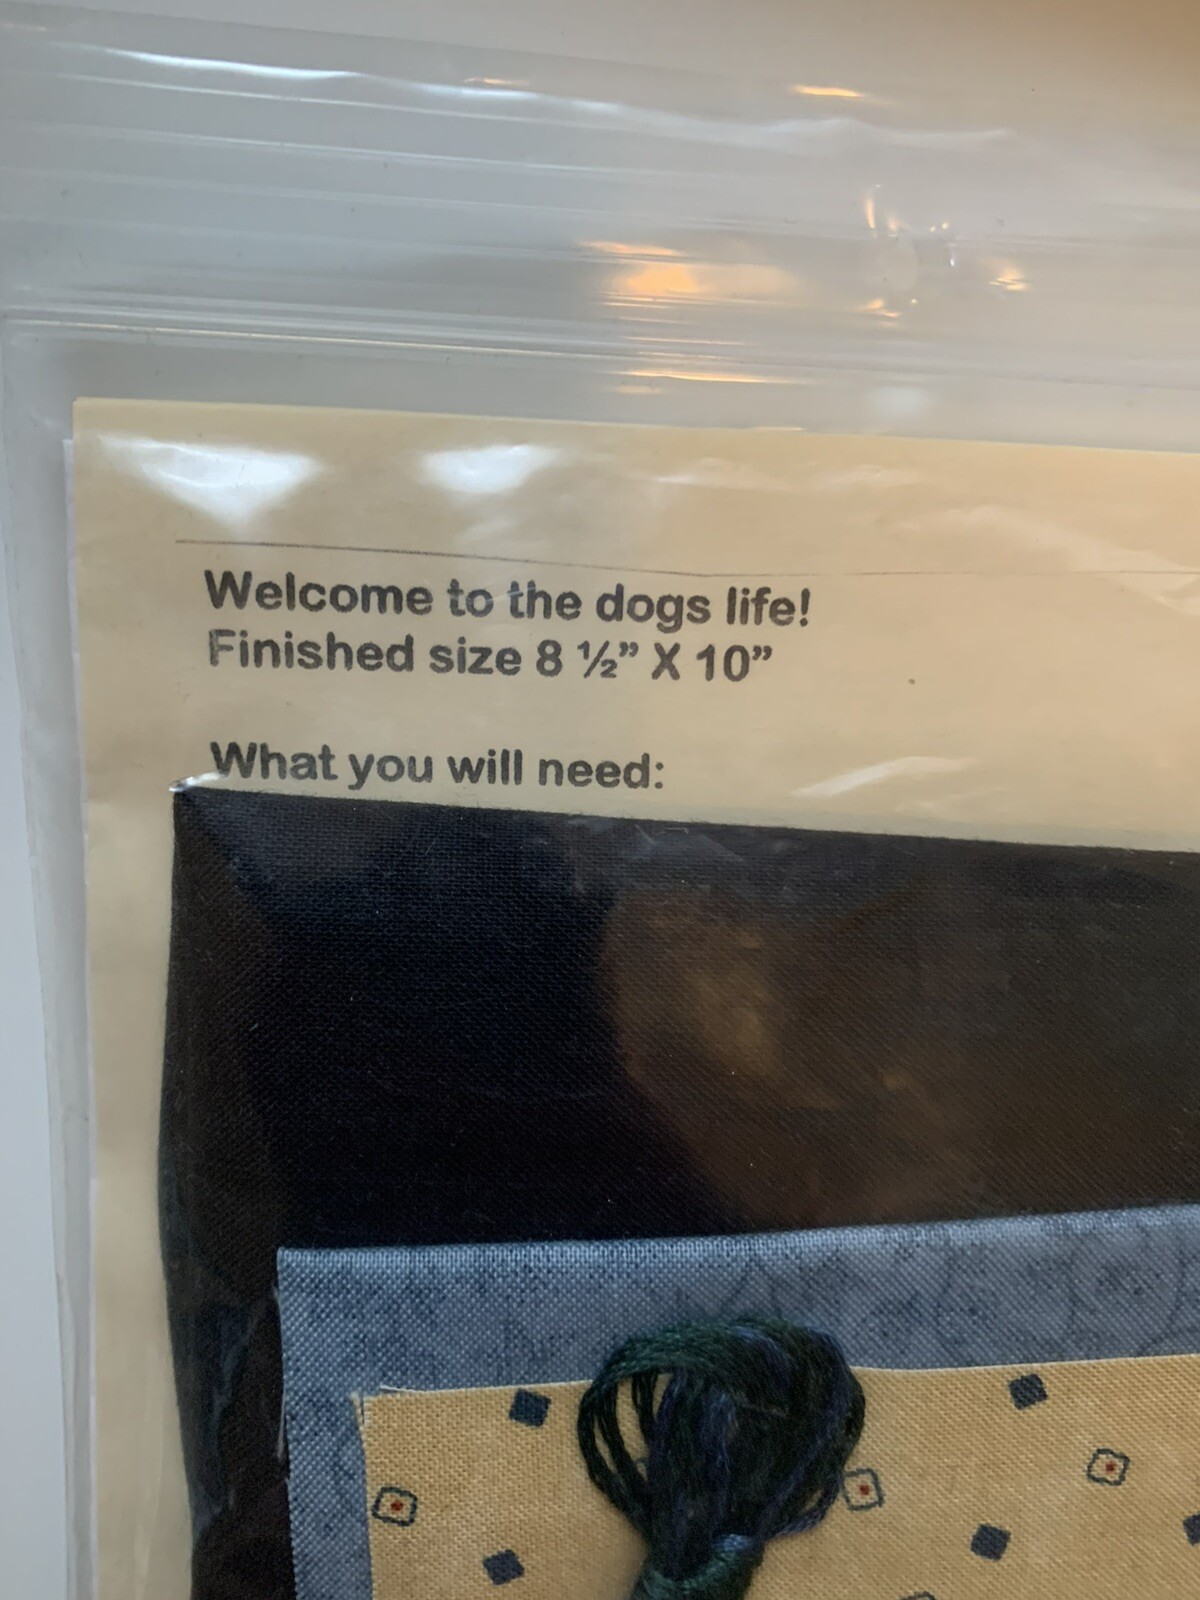 Welcome to the dogs life!
Finished size 8 ½” X 10”
What you will need: